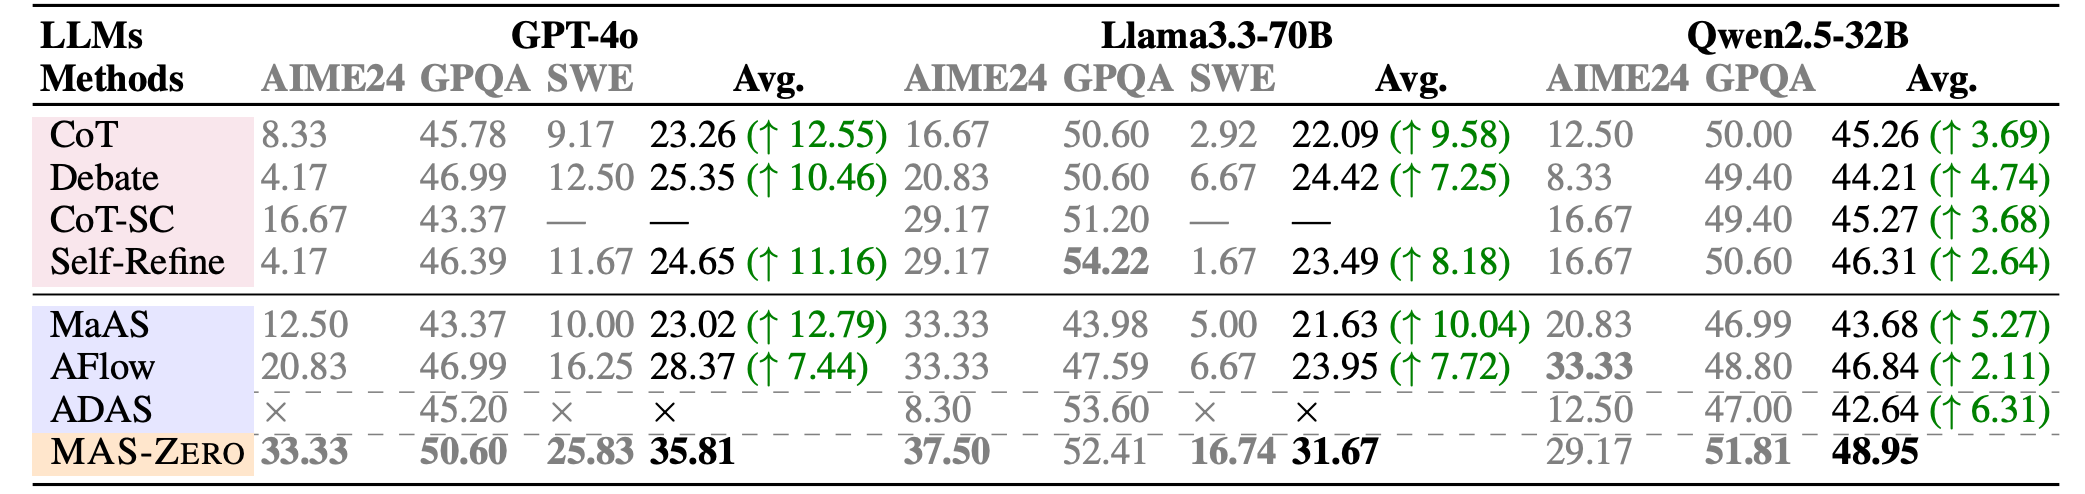 LLMs GPT-4o Llama3.3-70B Qwen2.5-32B
Methods AIME24 GPQA SWE Avg. AIME24 GPQA SWE Avg. AIME24 GPQA Avg.
CoT 8.33 45.78 9.17 23.26 (↑ 12.55) 16.67 50.60 2.92 22.09 (↑ 9.58) 12.50 50.00 45.26 (↑ 3.69)
Debate 4.17 46.99 12.50 25.35 (↑ 10.46) 20.83 50.60 6.67 24.42 (↑ 7.25) 8.33 49.40 44.21 (↑ 4.74)
CoT-SC 16.67 43.37 — — 29.17 51.20 — — 16.67 49.40 45.27 (↑ 3.68)
Self-Refine 4.17 46.39 11.67 24.65 (↑ 11.16) 29.17 54.22 1.67 23.49 (↑ 8.18) 16.67 50.60 46.31 (↑ 2.64)
MaAS 12.50 43.37 10.00 23.02 (↑ 12.79) 33.33 43.98 5.00 21.63 (↑ 10.04) 20.83 46.99 43.68 (↑ 5.27)
AFlow 20.83 46.99 16.25 28.37 (↑ 7.44) 33.33 47.59 6.67 23.95 (↑ 7.72) 33.33 48.80 46.84 (↑ 2.11)
ADAS × 45.20 × × 8.30 53.60 × × 12.50 47.00 42.64 (↑ 6.31)
MAS-ZERO 33.33 50.60 25.83 35.81 37.50 52.41 16.74 31.67 29.17 51.81 48.95